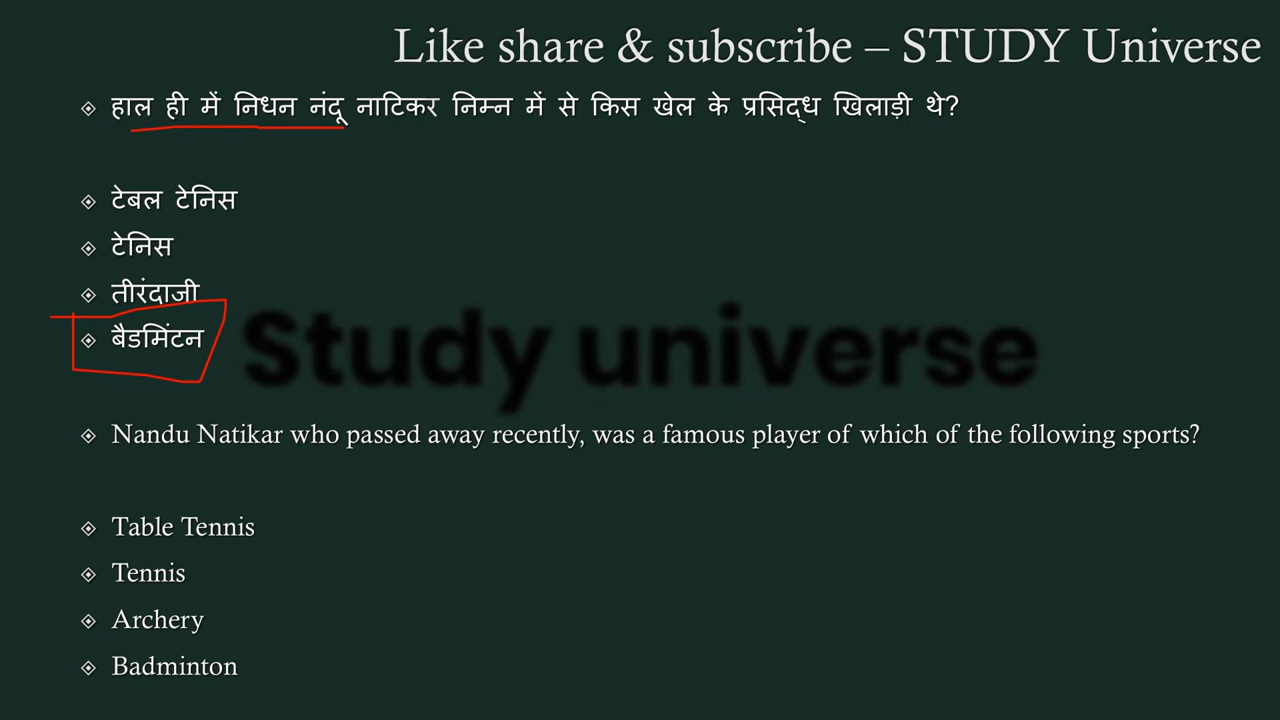 Like share & subscribe – STUDY Universe
हाल ही में निधन नंदू नाटिकर निम्न में से किस खेल के प्रसिद्ध खिलाड़ी थे?
टेबल टेनिस
टेनिस
तीरंदाजी
बैडमिंटन
Study universe
Nandu Natikar who passed away recently, was a famous player of which of the following sports?
Table Tennis
Tennis
Archery
Badminton